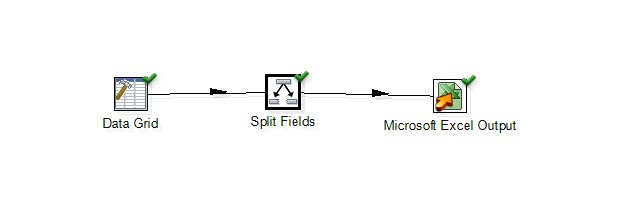 Data Grid
Split Fields
Microsoft Excel Output